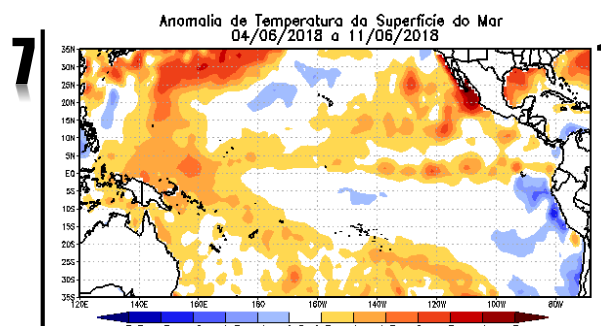 7
Anomalia de Temperatura da Superfície do Mar
04/06/2018 a 11/06/2018
35N
30N
25N
20N
15N
10N
5N
EQ
5S
10S
15S
20S
25S
30S
35S
120E 140E 160E 180 160W 140W 120W 100W 80W